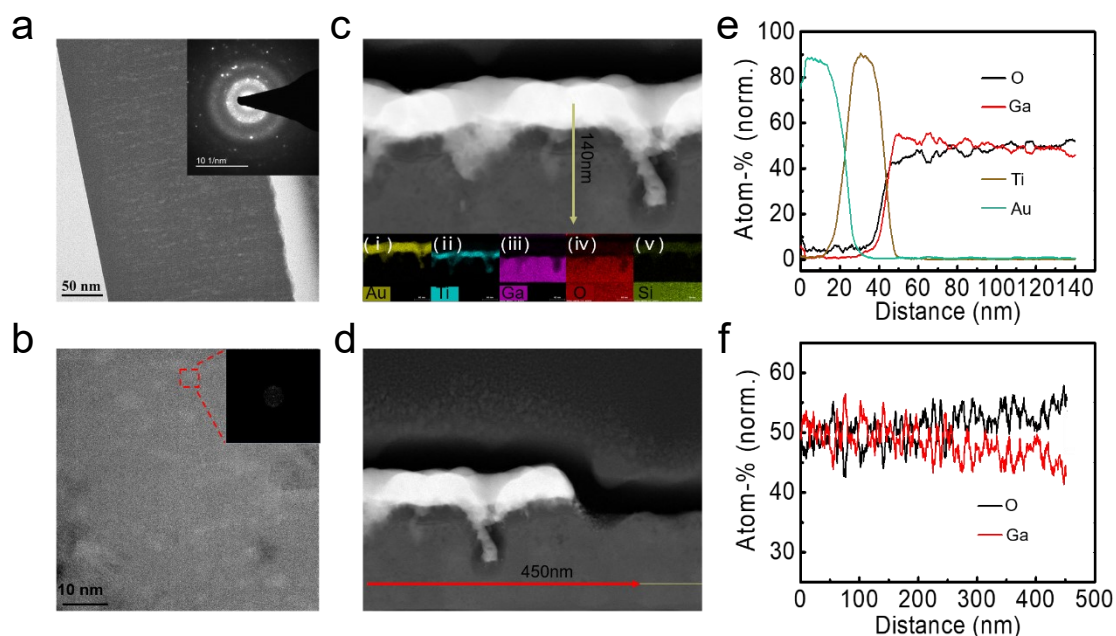 a
10 1/nm
50 nm
b
10 nm
c
140nm
(i)
(ii)
(iii)
(iv)
(v)
Au
Ti
Ga
O
Si
d
450nm
e
Atom-% (norm.)
100
80
60
40
20
0
O
Ga
Ti
Au
0 20 40 60 80 100 120 140
Distance (nm)
f
Atom-% (norm.)
60
50
40
30
O
Ga
0 100 200 300 400 500
Distance (nm)